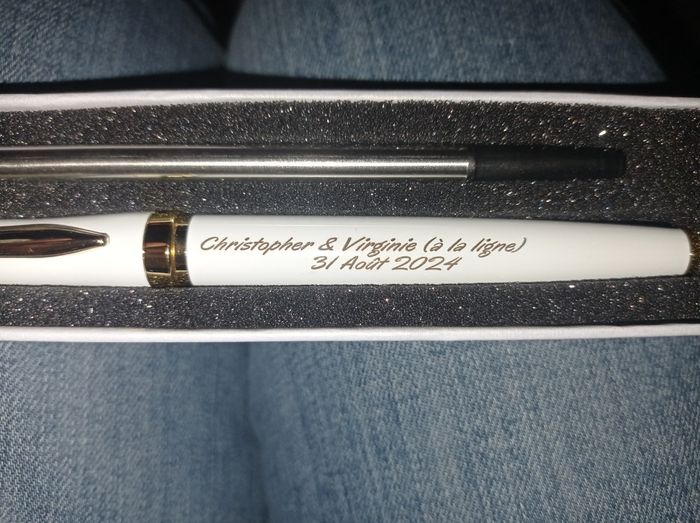 Christopher & Virginie (à la ligne)
31 Août 2024